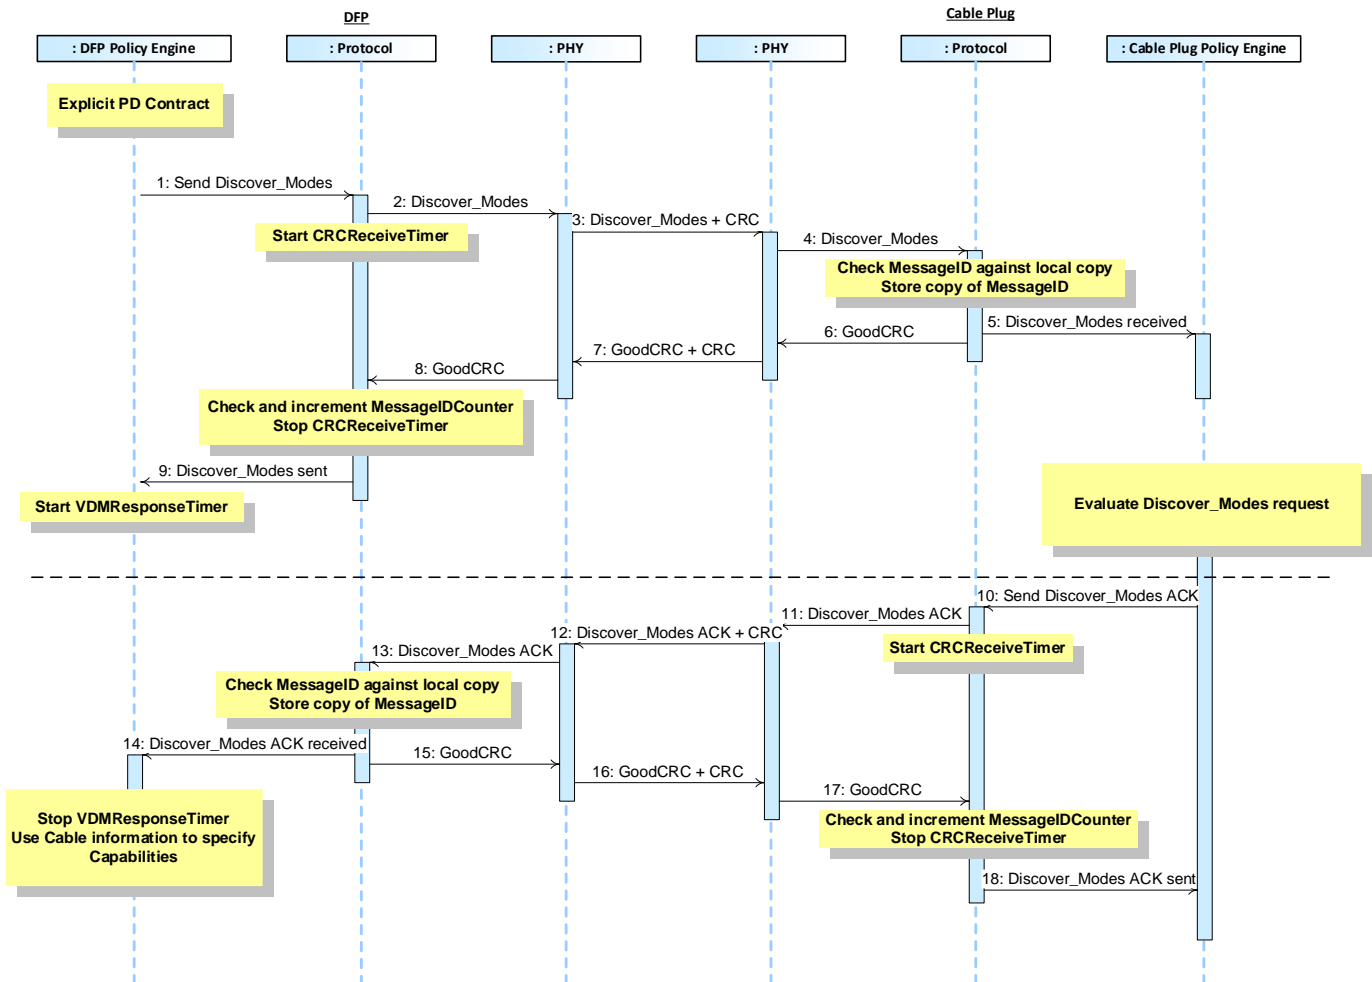 DFP
Cable Plug
: DFP Policy Engine
: Protocol
: PHY
: PHY
: Protocol
: Cable Plug Policy Engine
Explicit PD Contract
1: Send Discover_Modes
2: Discover_Modes
3: Discover_Modes + CRC
Start CRCReceiveTimer
4: Discover_Modes
Check MessageID against local copy
Store copy of MessageID
5: Discover_Modes received
6: GoodCRC
7: GoodCRC + CRC
8: GoodCRC
Check and increment MessageIDCounter
Stop CRCReceiveTimer
9: Discover_Modes sent
Start VDMResponseTimer
Evaluate Discover_Modes request
10: Send Discover_Modes ACK
11: Discover_Modes ACK
12: Discover_Modes ACK + CRC
Start CRCReceiveTimer
13: Discover_Modes ACK
Check MessageID against local copy
Store copy of MessageID
14: Discover_Modes ACK received
15: GoodCRC
16: GoodCRC + CRC
17: GoodCRC
Stop VDMResponseTimer
Use Cable information to specify
Capabilities
Check and increment MessageIDCounter
Stop CRCReceiveTimer
18: Discover_Modes ACK sent